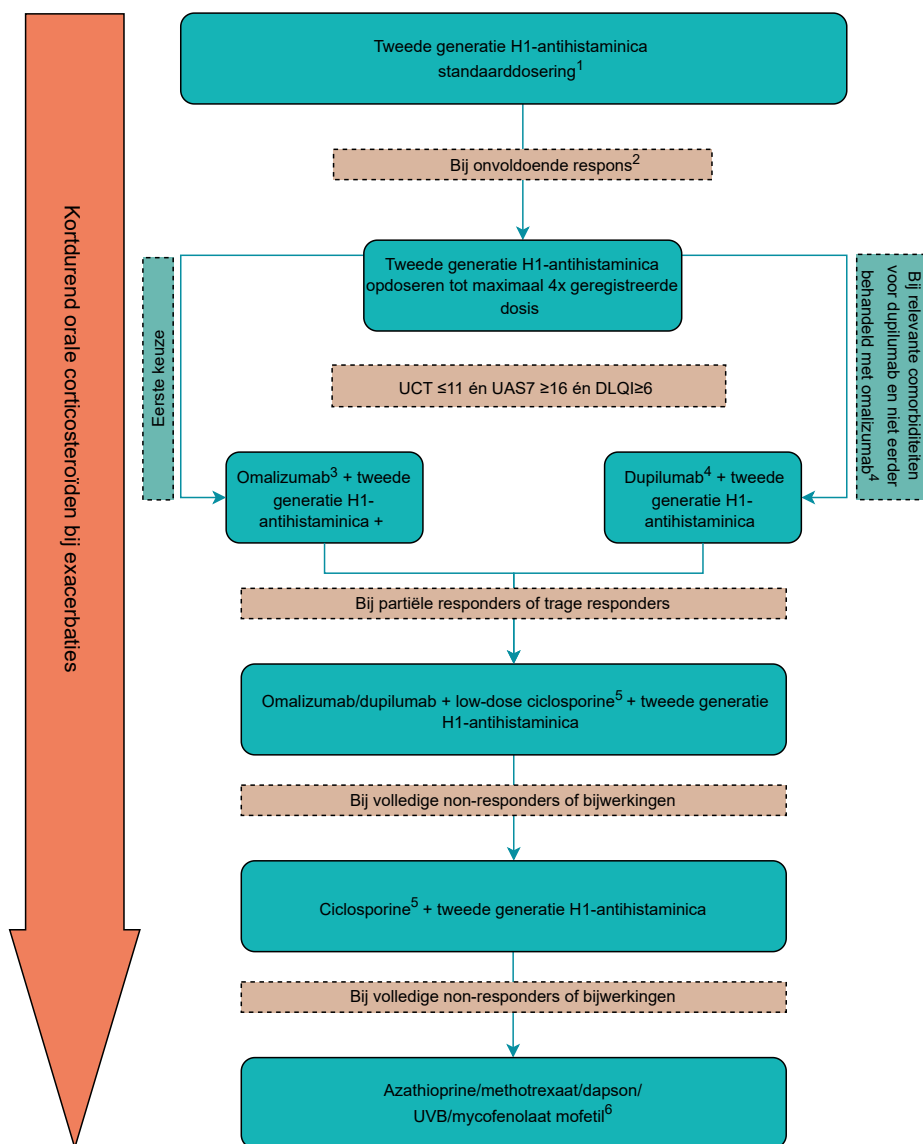 Tweede generatie H1-antihistaminica
standaarddosering1
Bij onvoldoende respons2
Kortdurend orale corticosteroïden bij exacerbaties
Tweede generatie H1-antihistaminica
opdoseren tot maximaal 4x geregistreerde
dosis
Eerste keuze
Bij relevante comorbiditeiten
voor dupilumab en niet eerder
behandeld met omalizumab4
UCT ≤11 én UAS7 ≥16 én DLQI≥6
Omalizumab3 + tweede
generatie H1-
antihistaminica +
Dupilumab4 + tweede
generatie H1-
antihistaminica
Bij partiële responders of trage responders
Omalizumab/dupilumab + low-dose ciclosporine5 + tweede generatie
H1-antihistaminica
Bij volledige non-responders of bijwerkingen
Ciclosporine5 + tweede generatie H1-antihistaminica
Bij volledige non-responders of bijwerkingen
Azathioprine/methotrexaat/dapson/
UVB/mycofenolaat mofetil6